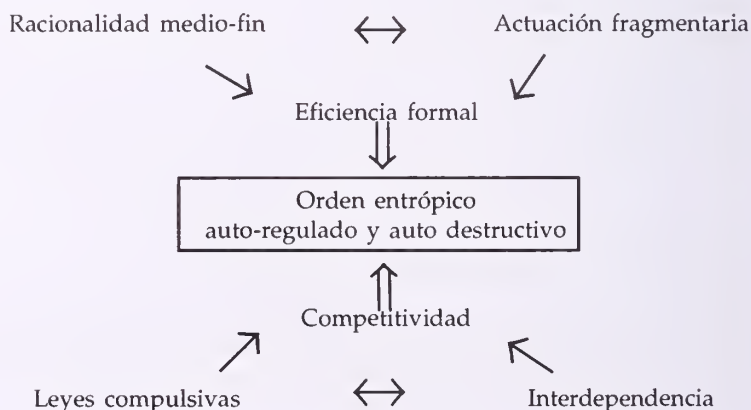 Racionalidad medio-fin
Actuación fragmentaria
Eficiencia formal
Orden entrópico
auto-regulado y auto destructivo
Competitividad
Leyes compulsivas
Interdependencia